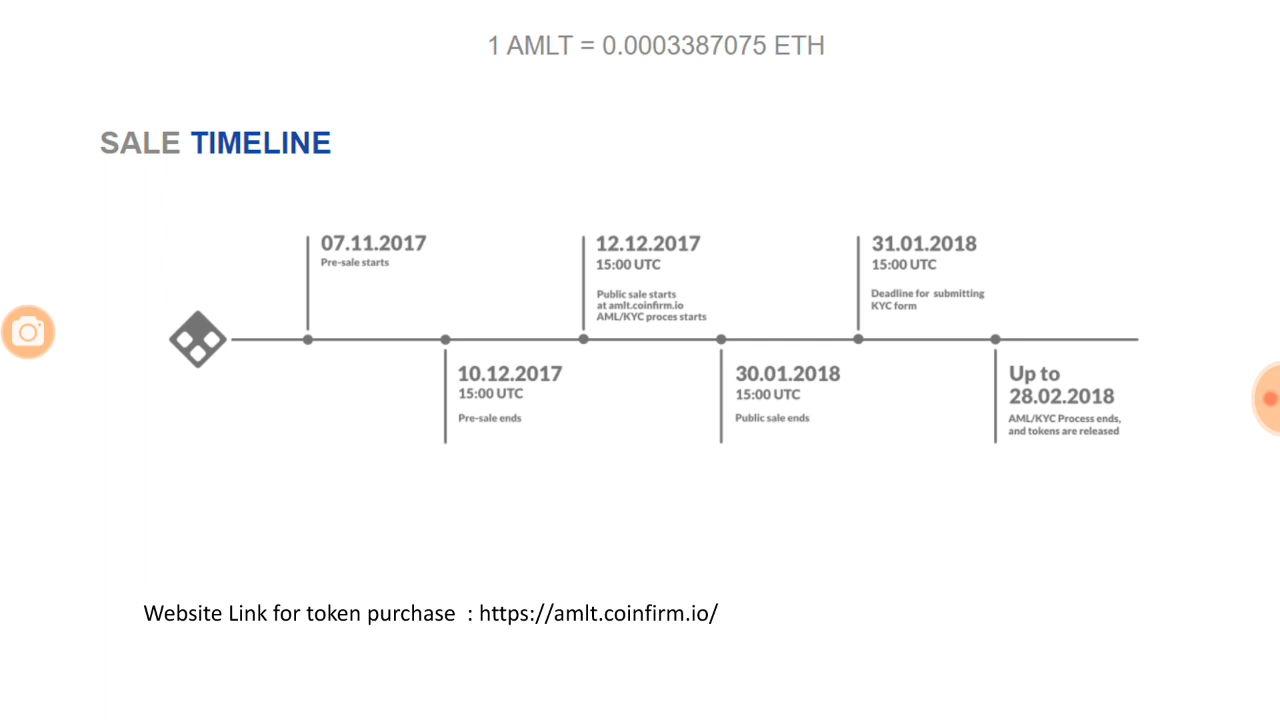 1 AMLT = 0.0003387075 ETH
SALE TIMELINE
07.11.2017
Pre-sale starts
12.12.2017
15:00 UTC
Public sale starts
at amlt.coinfirm.io
AML/KYC proces starts
31.01.2018
15:00 UTC
Deadline for submitting
KYC form
10.12.2017
15:00 UTC
Pre-sale ends
30.01.2018
15:00 UTC
Public sale ends
Up to
28.02.2018
AML/KYC Process ends,
and tokens are released
Website Link for token purchase : https://amlt.coinfirm.io/